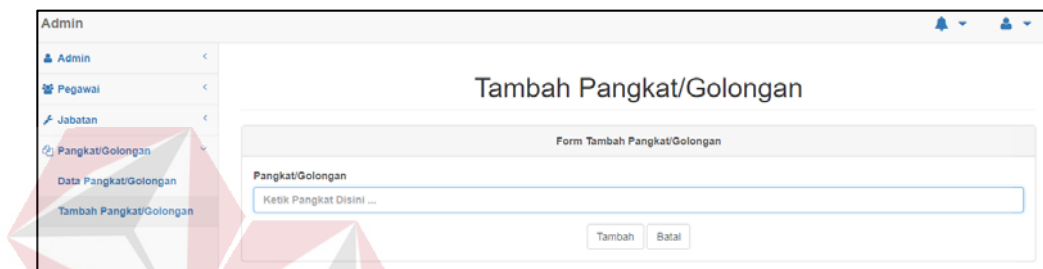 Admin
Admin
Pegawai
Jabatan
Pangkat/Golongan
Data Pangkat/Golongan
Tambah Pangkat/Golongan
Tambah Pangkat/Golongan
Form Tambah Pangkat/Golongan
Pangkat/Golongan
Ketik Pangkat Disini ...
Tambah Batal